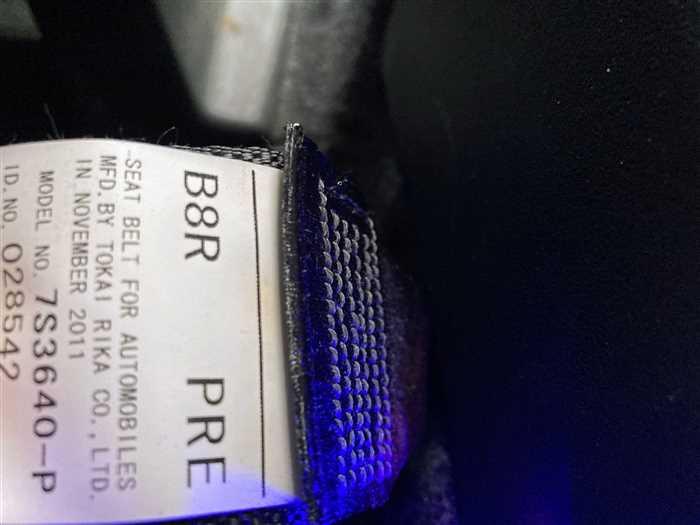 B8R PRE
-SEAT BELT FOR AUTOMOBILES
MFD. BY TOKAI RIKA CO., LTD.
IN NOVEMBER 2011
MODEL NO. 7S3640-P
ID.NO. 028542